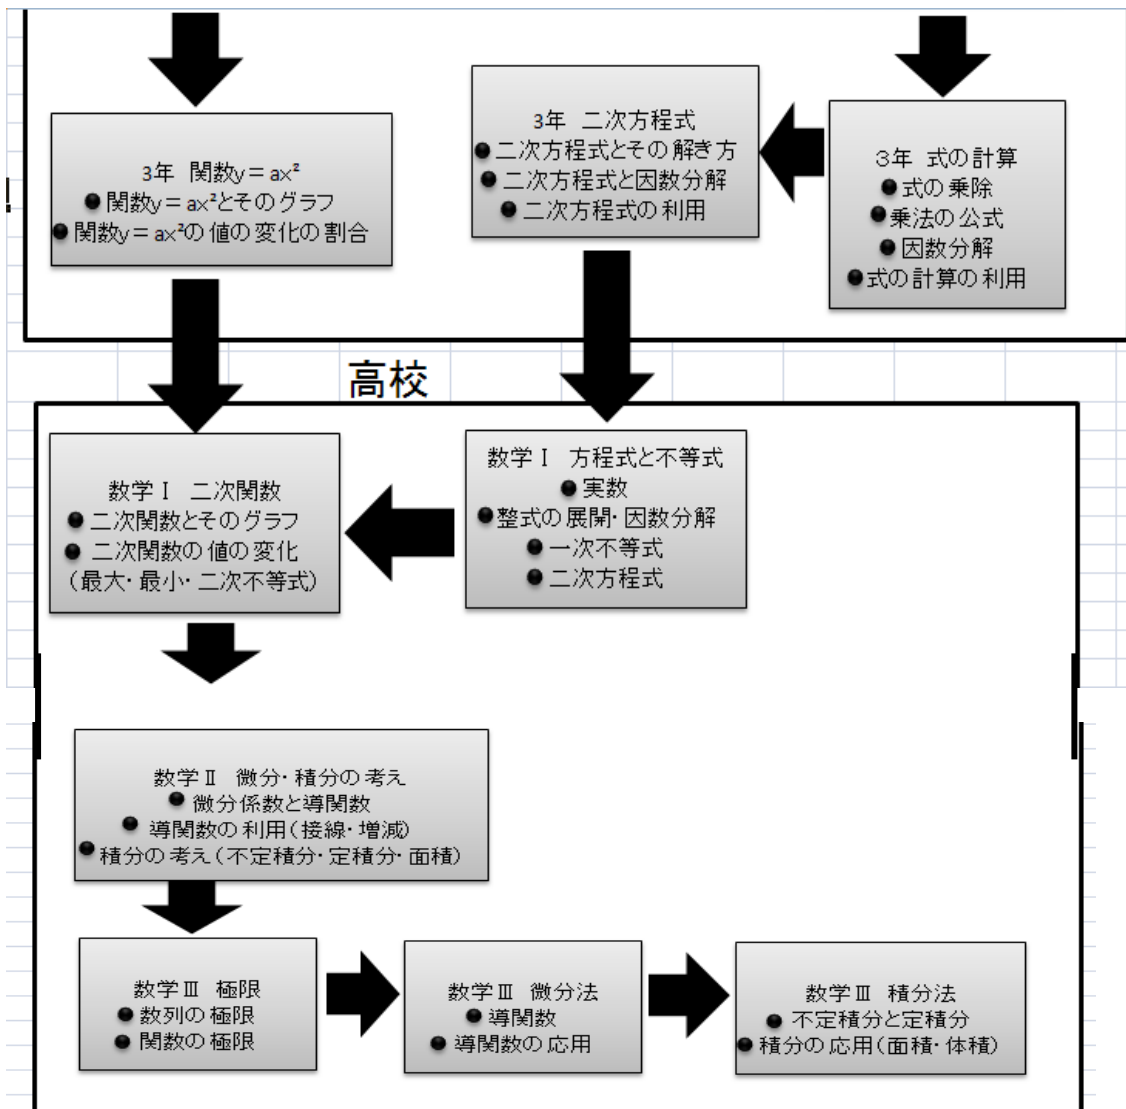 3年 関数y＝ax²
●関数y＝ax²とそのグラフ
●関数y＝ax²の値の変化の割合
3年 二次方程式
●二次方程式とその解き方
●二次方程式と因数分解
●二次方程式の利用
３年 式の計算
●式の乗除
●乗法の公式
●因数分解
●式の計算の利用
高校
数学Ⅰ 二次関数
●二次関数とそのグラフ
●二次関数の値の変化
（最大・最小・二次不等式）
数学Ⅰ 方程式と不等式
●実数
●整式の展開・因数分解
●一次不等式
●二次方程式
数学Ⅱ 微分・積分の考え
●微分係数と導関数
●導関数の利用（接線・増減）
●積分の考え（不定積分・定積分・面積）
数学Ⅲ 極限
●数列の極限
●関数の極限
数学Ⅲ 微分法
●導関数
●導関数の応用
数学Ⅲ 積分法
●不定積分と定積分
●積分の応用（面積・体積）